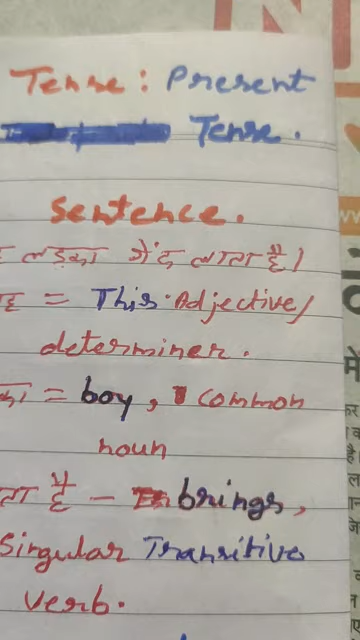 Tense: Present
Tense.
Sentence.
लड़का गेंद लाता है।
= This. Adjective/
determiner.
= boy, common
noun
है - brings,
Singular Transitive
verb.